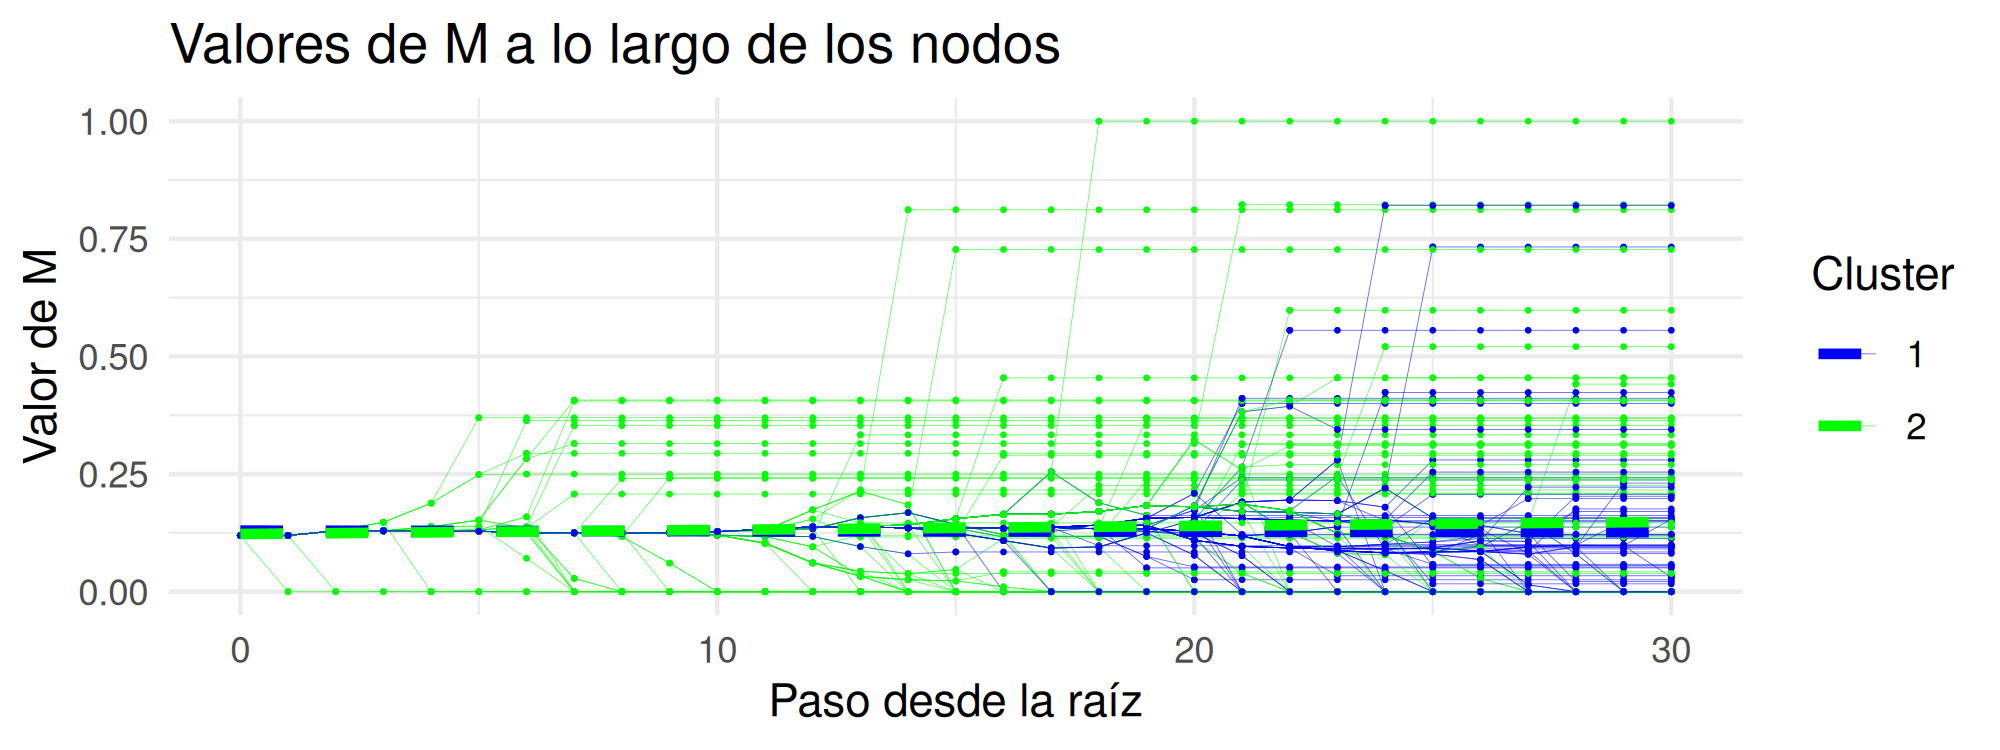 Valores de M a lo largo de los nodos
Valor de M
1.00
0.75
0.50
0.25
0.00
0 10 20 30
Paso desde la raíz
Cluster
1
2